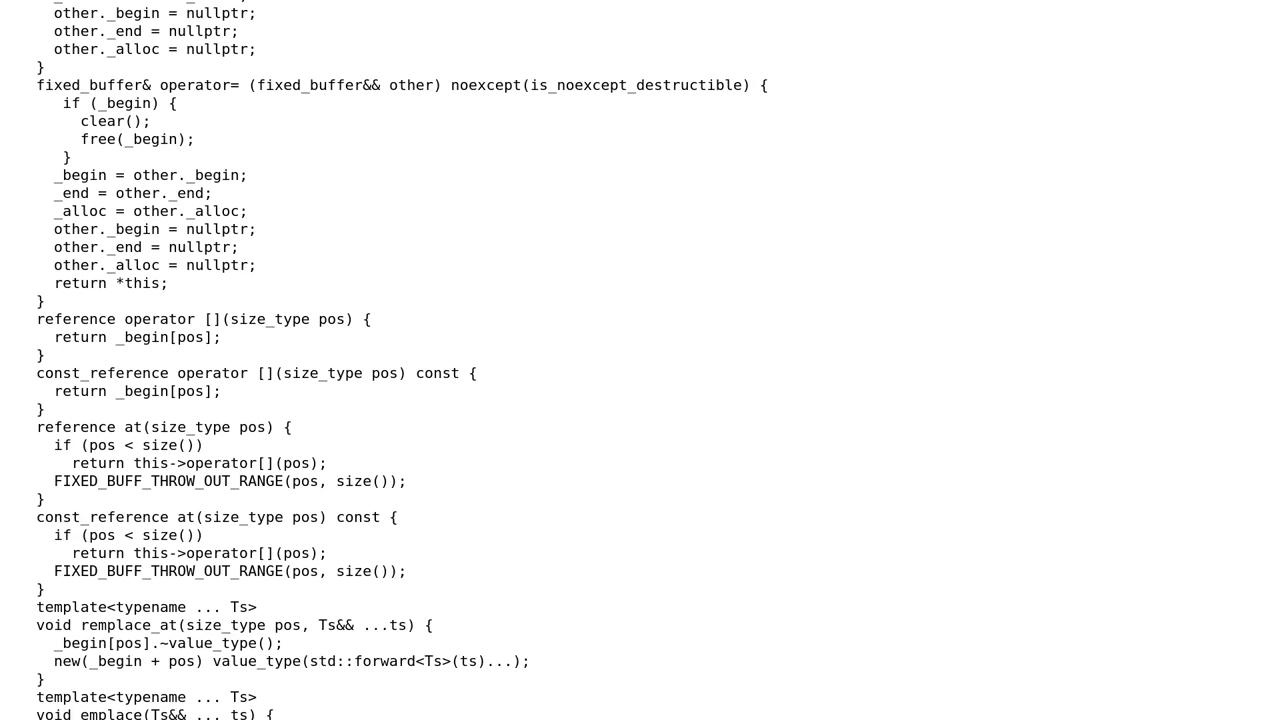 other._begin = nullptr;
other._end = nullptr;
other._alloc = nullptr;
}
fixed_buffer& operator= (fixed_buffer&& other) noexcept(is_noexcept_destructible) {
if (_begin) {
clear();
free(_begin);
}
_begin = other._begin;
_end = other._end;
_alloc = other._alloc;
other._begin = nullptr;
other._end = nullptr;
other._alloc = nullptr;
return *this;
}
reference operator [](size_type pos) {
return _begin[pos];
}
const_reference operator [](size_type pos) const {
return _begin[pos];
}
reference at(size_type pos) {
if (pos < size())
return this->operator[](pos);
FIXED_BUFF_THROW_OUT_RANGE(pos, size());
}
const_reference at(size_type pos) const {
if (pos < size())
return this->operator[](pos);
FIXED_BUFF_THROW_OUT_RANGE(pos, size());
}
template<typename ... Ts>
void remplace_at(size_type pos, Ts&& ...ts) {
_begin[pos].~value_type();
new(_begin + pos) value_type(std::forward<Ts>(ts)...);
}
template<typename ... Ts>
void emplace(Ts&& ... ts) {